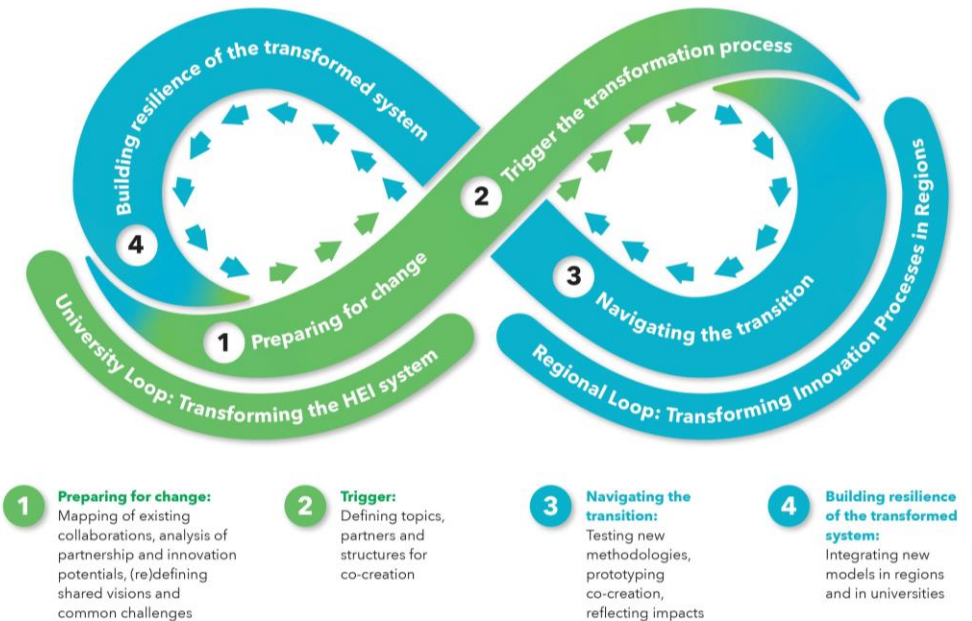 Building resilience of the transformed system
Trigger the transformation process
2
4
3
1
Preparing for change
Navigating the transition
University Loop: Transforming the HEI system
Regional Loop: Transforming Innovation Processes in Regions
1
Preparing for change:
Mapping of existing
collaborations, analysis of
partnership and innovation
potentials, (re)defining
shared visions and
common challenges
2
Trigger:
Defining topics,
partners and
structures for
co-creation
3
Navigating the
transition:
Testing new
methodologies,
prototyping
co-creation,
reflecting impacts
4
Building resilience
of the transformed
system:
Integrating new
models in regions
and in universities